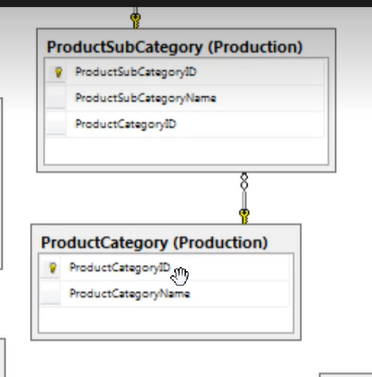 ProductSubCategory (Production)
ProductSubCategoryID
ProductSubCategoryName
ProductCategoryID
ProductCategory (Production)
ProductCategoryID
ProductCategoryName